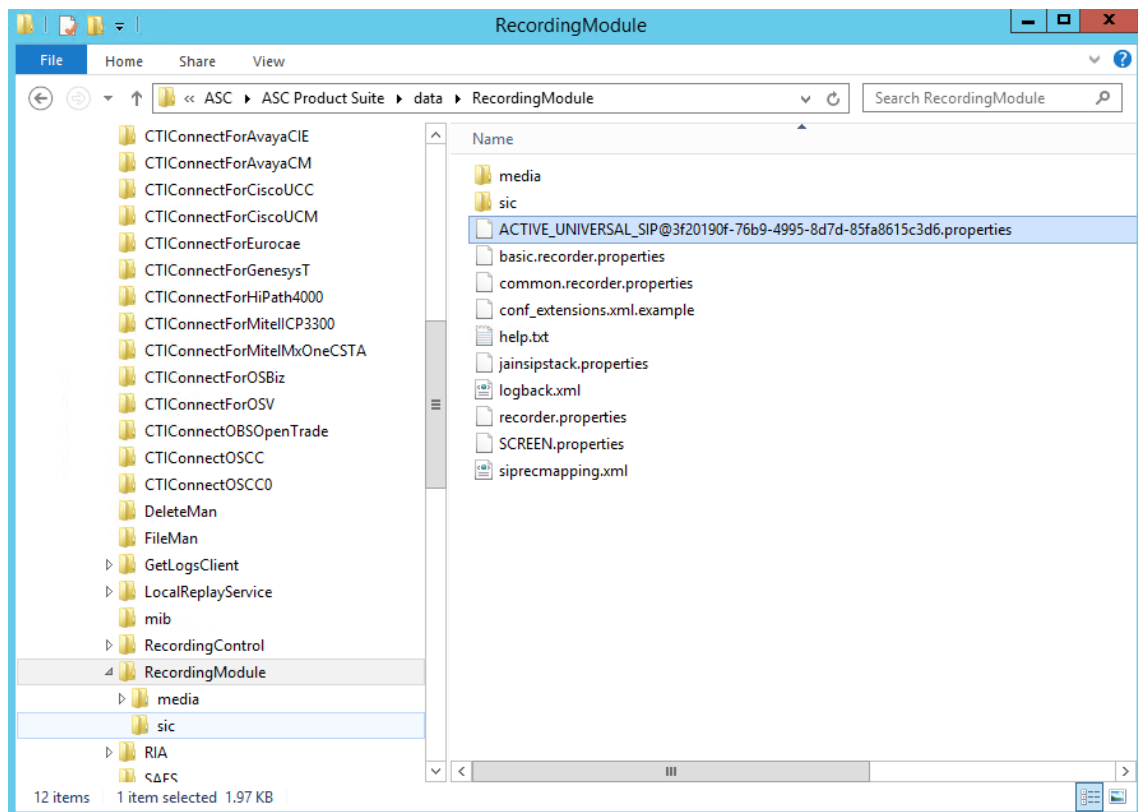 RecordingModule
File Home Share View
« ASC ▸ ASC Product Suite ▸ data ▸ RecordingModule
Search RecordingModule
CTIConnectForAvayaCIE
CTIConnectForAvayaCM
CTIConnectForCiscoUCC
CTIConnectForCiscoUCM
CTIConnectForEurocae
CTIConnectForGenesysT
CTIConnectForHiPath4000
CTIConnectForMitelICP3300
CTIConnectForMitelMxOneCSTA
CTIConnectForOSBiz
CTIConnectForOSV
CTIConnectOBSOpenTrade
CTIConnectOSCC
CTIConnectOSCC0
DeleteMan
FileMan
GetLogsClient
LocalReplayService
mib
RecordingControl
RecordingModule
media
sic
RIA
SAES
Name
media
sic
ACTIVE_UNIVERSAL_SIP@3f20190f-76b9-4995-8d7d-85fa8615c3d6.properties
basic.recorder.properties
common.recorder.properties
conf_extensions.xml.example
help.txt
jainsipstack.properties
logback.xml
recorder.properties
SCREEN.properties
siprecmapping.xml
12 items 1 item selected 1.97 KB